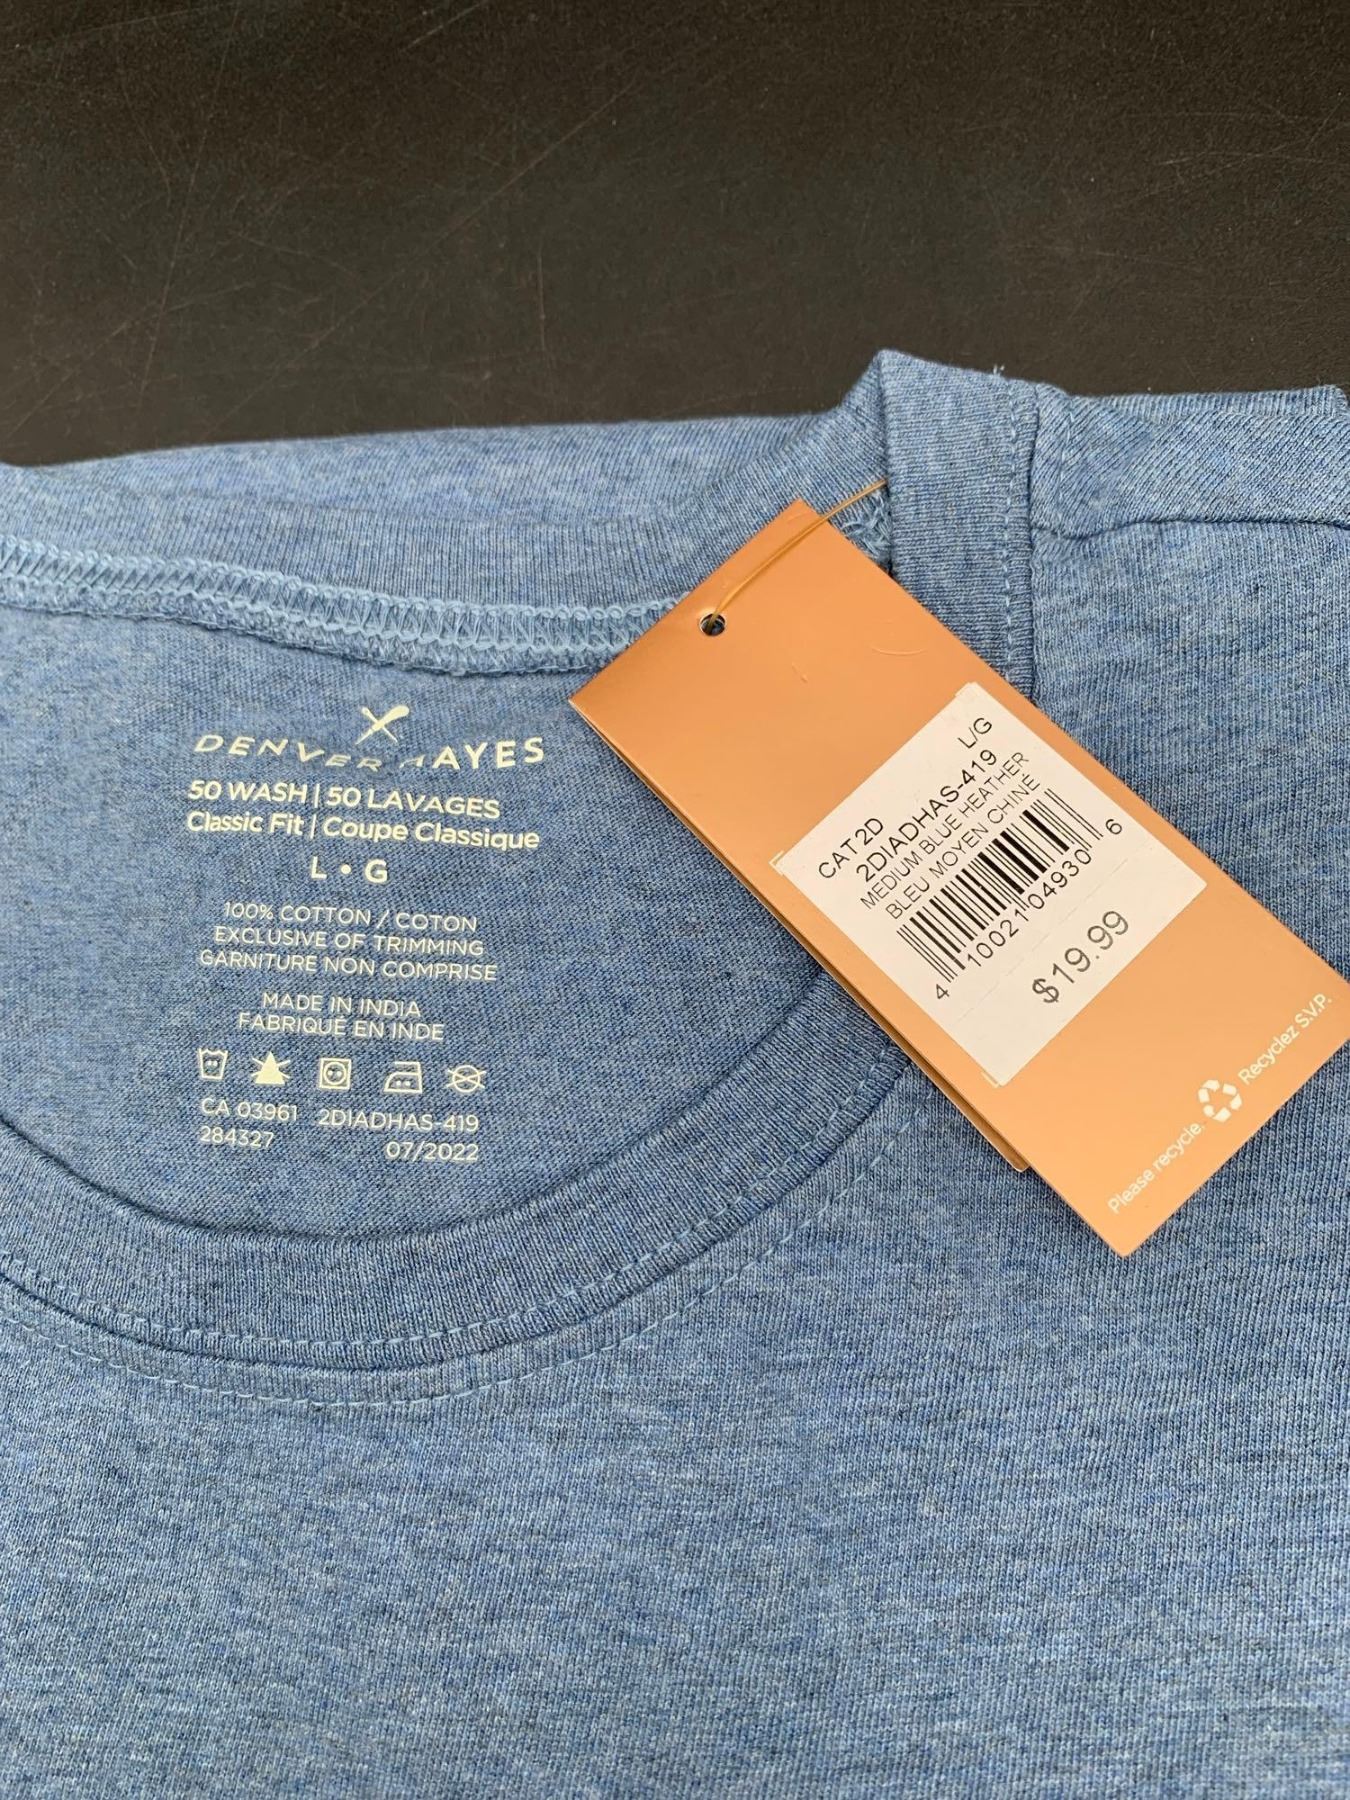 DENVER HAYES
50 WASH | 50 LAVAGES
Classic Fit | Coupe Classique
L • G
100% COTTON / COTON
EXCLUSIVE OF TRIMMING
GARNITURE NON COMPRISE
MADE IN INDIA
FABRIQUÉ EN INDE
CA 03961 2DIADHAS-419
284327 07/2022
CAT 2D L/G
2DIADHAS-419
MEDIUM BLUE HEATHER
BLEU MOYEN CHINÉ
4 10021 04930 6
$19.99
Please recycle. Recyclez S.V.P.